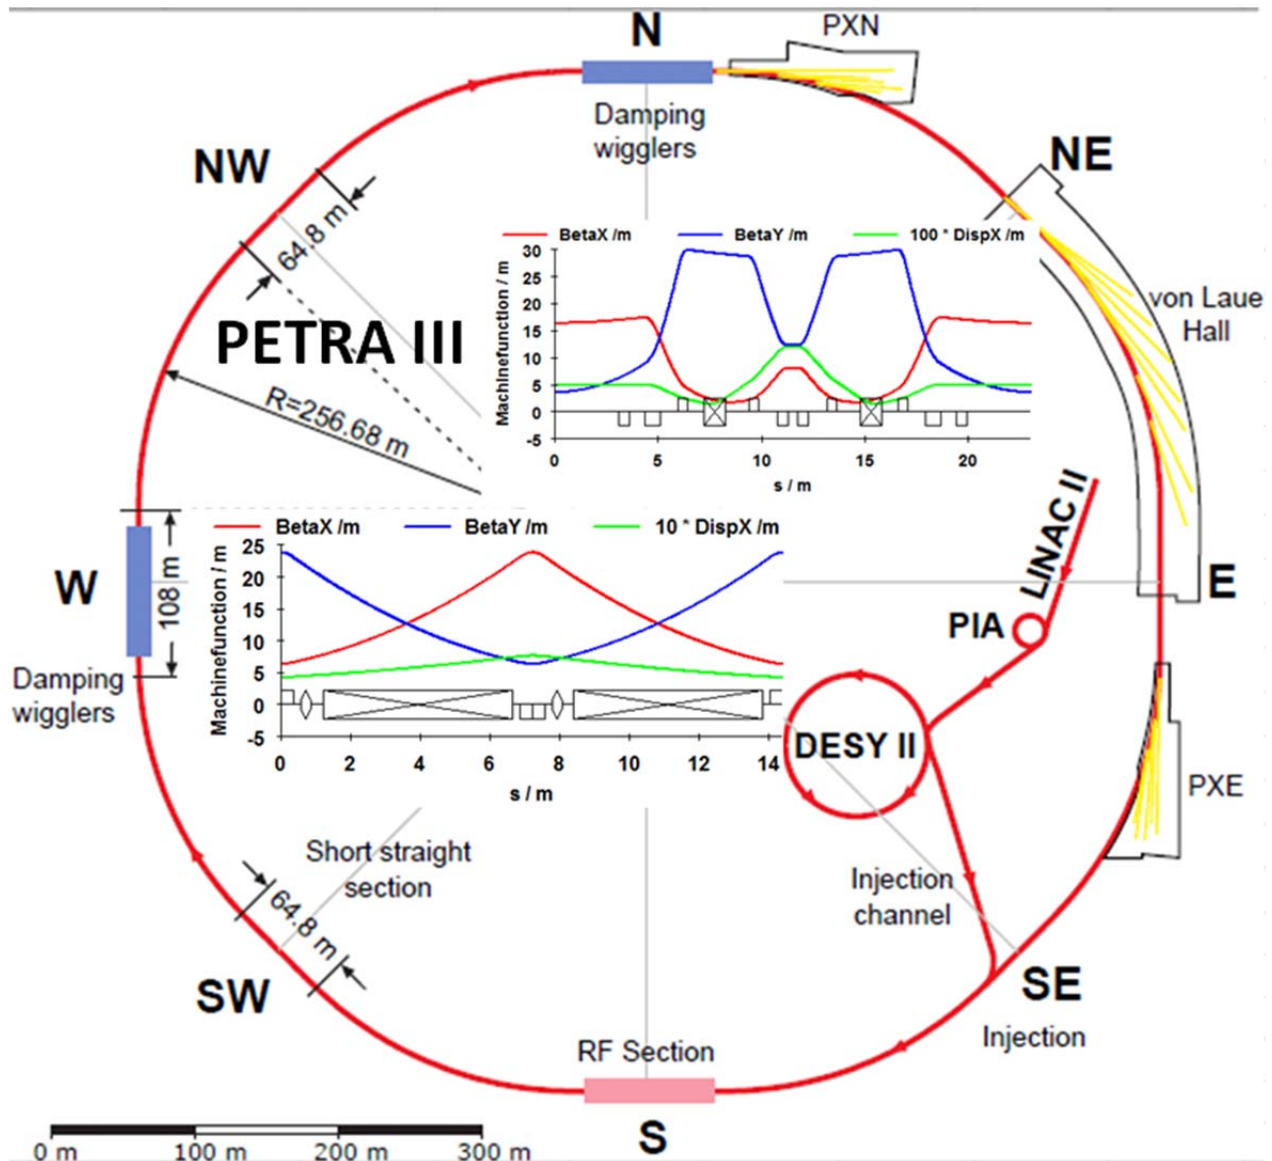 N
PXN
Damping
wigglers
NW
NE
64.8 m
BetaX /m BetaY /m 100 * DispX /m
Machinefunction / m
30
25
20
15
10
5
0
-5
0 5 10 15 20
s / m
von Laue
Hall
PETRA III
R=256.68 m
LINAC II
W
108 m
E
BetaX /m BetaY /m 10 * DispX /m
Machinefunction / m
25
20
15
10
5
0
-5
0 2 4 6 8 10 12 14
s / m
PIA
Damping
wigglers
DESY II
PXE
Short straight
section
Injection
channel
64.8 m
SW
SE
Injection
RF Section
S
0 m 100 m 200 m 300 m